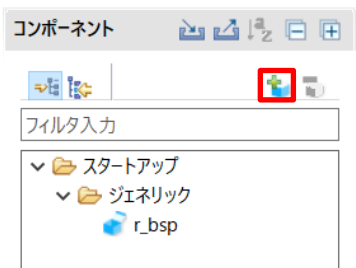 コンポーネント
フィルタ入力
スタートアップ
ジェネリック
r_bsp